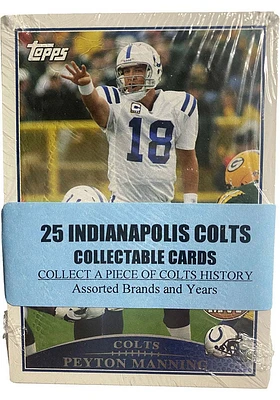 Topps
18
25 INDIANAPOLIS COLTS
COLLECTABLE CARDS
COLLECT A PIECE OF COLTS HISTORY
Assorted Brands and Years
COLTS
PEYTON MANNING